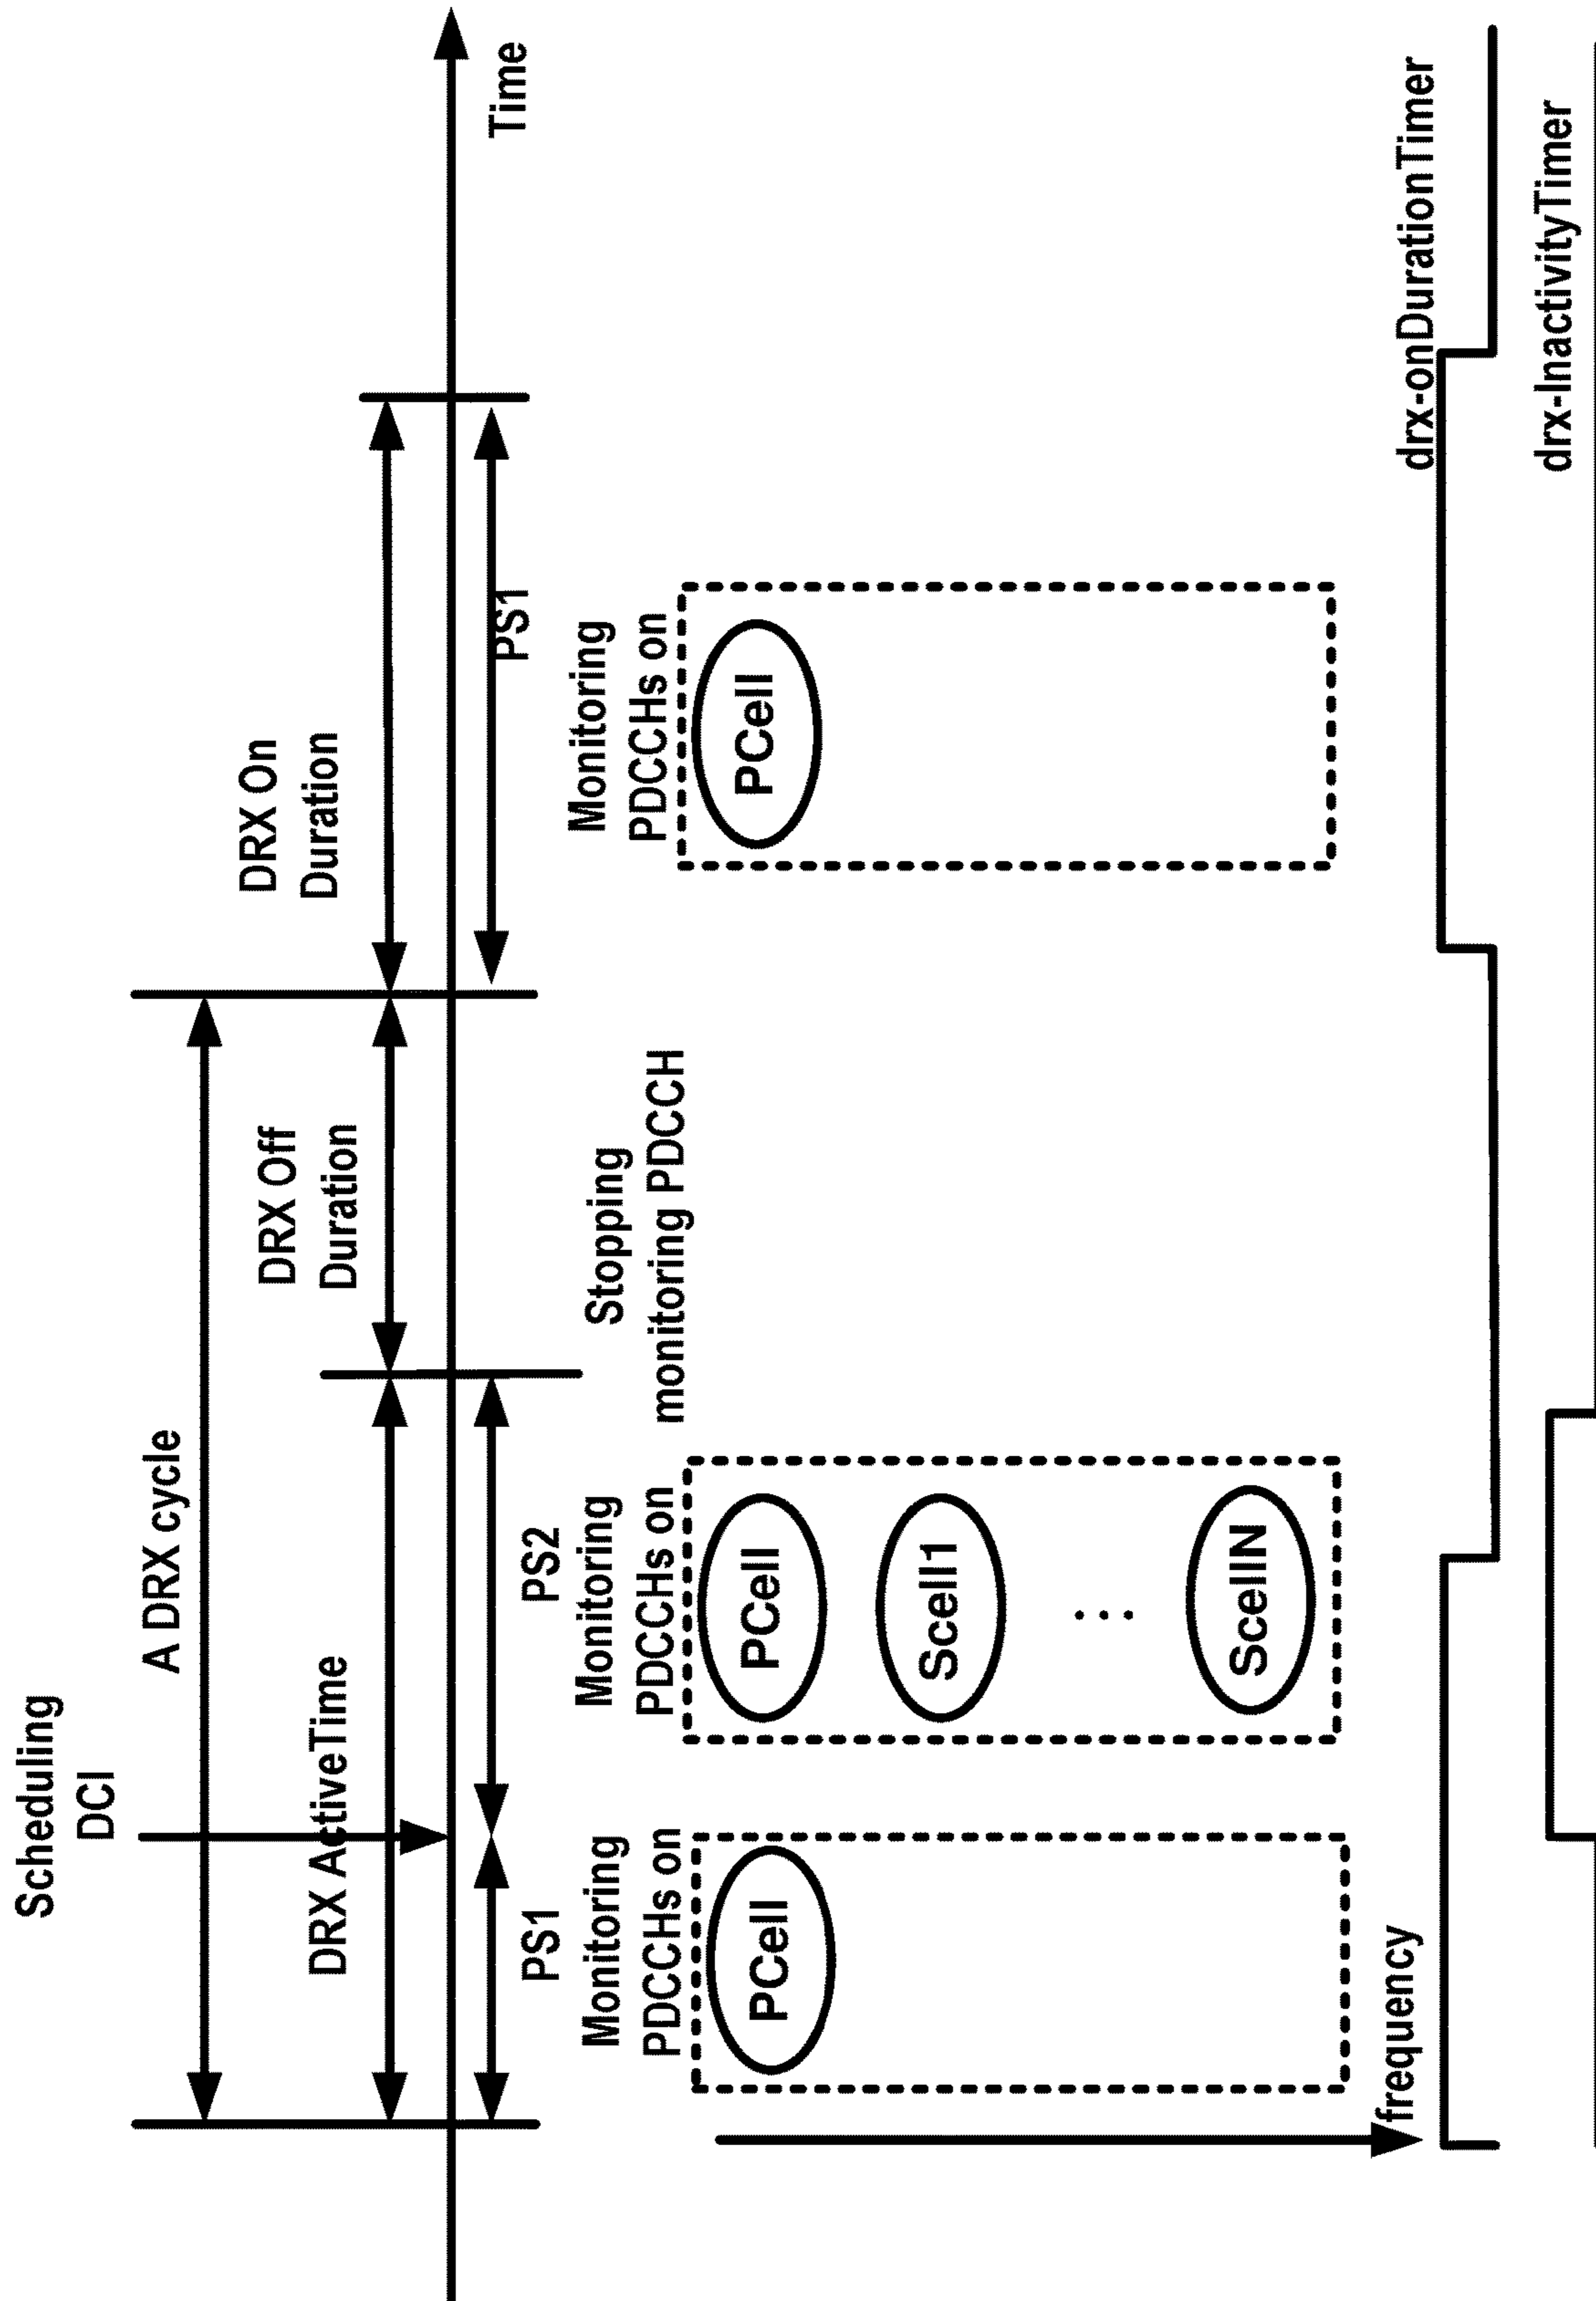 Scheduling
DCI
A DRX cycle
DRX ActiveTime
DRX Off
Duration
DRX On
Duration
Time
PS1
PS2
PS1
Monitoring
PDCCHs on
Monitoring
PDCCHs on
Stopping
monitoring PDCCH
Monitoring
PDCCHs on
PCell
PCell
Scell1
...
ScellN
PCell
frequency
drx-onDurationTimer
drx-InactivityTimer